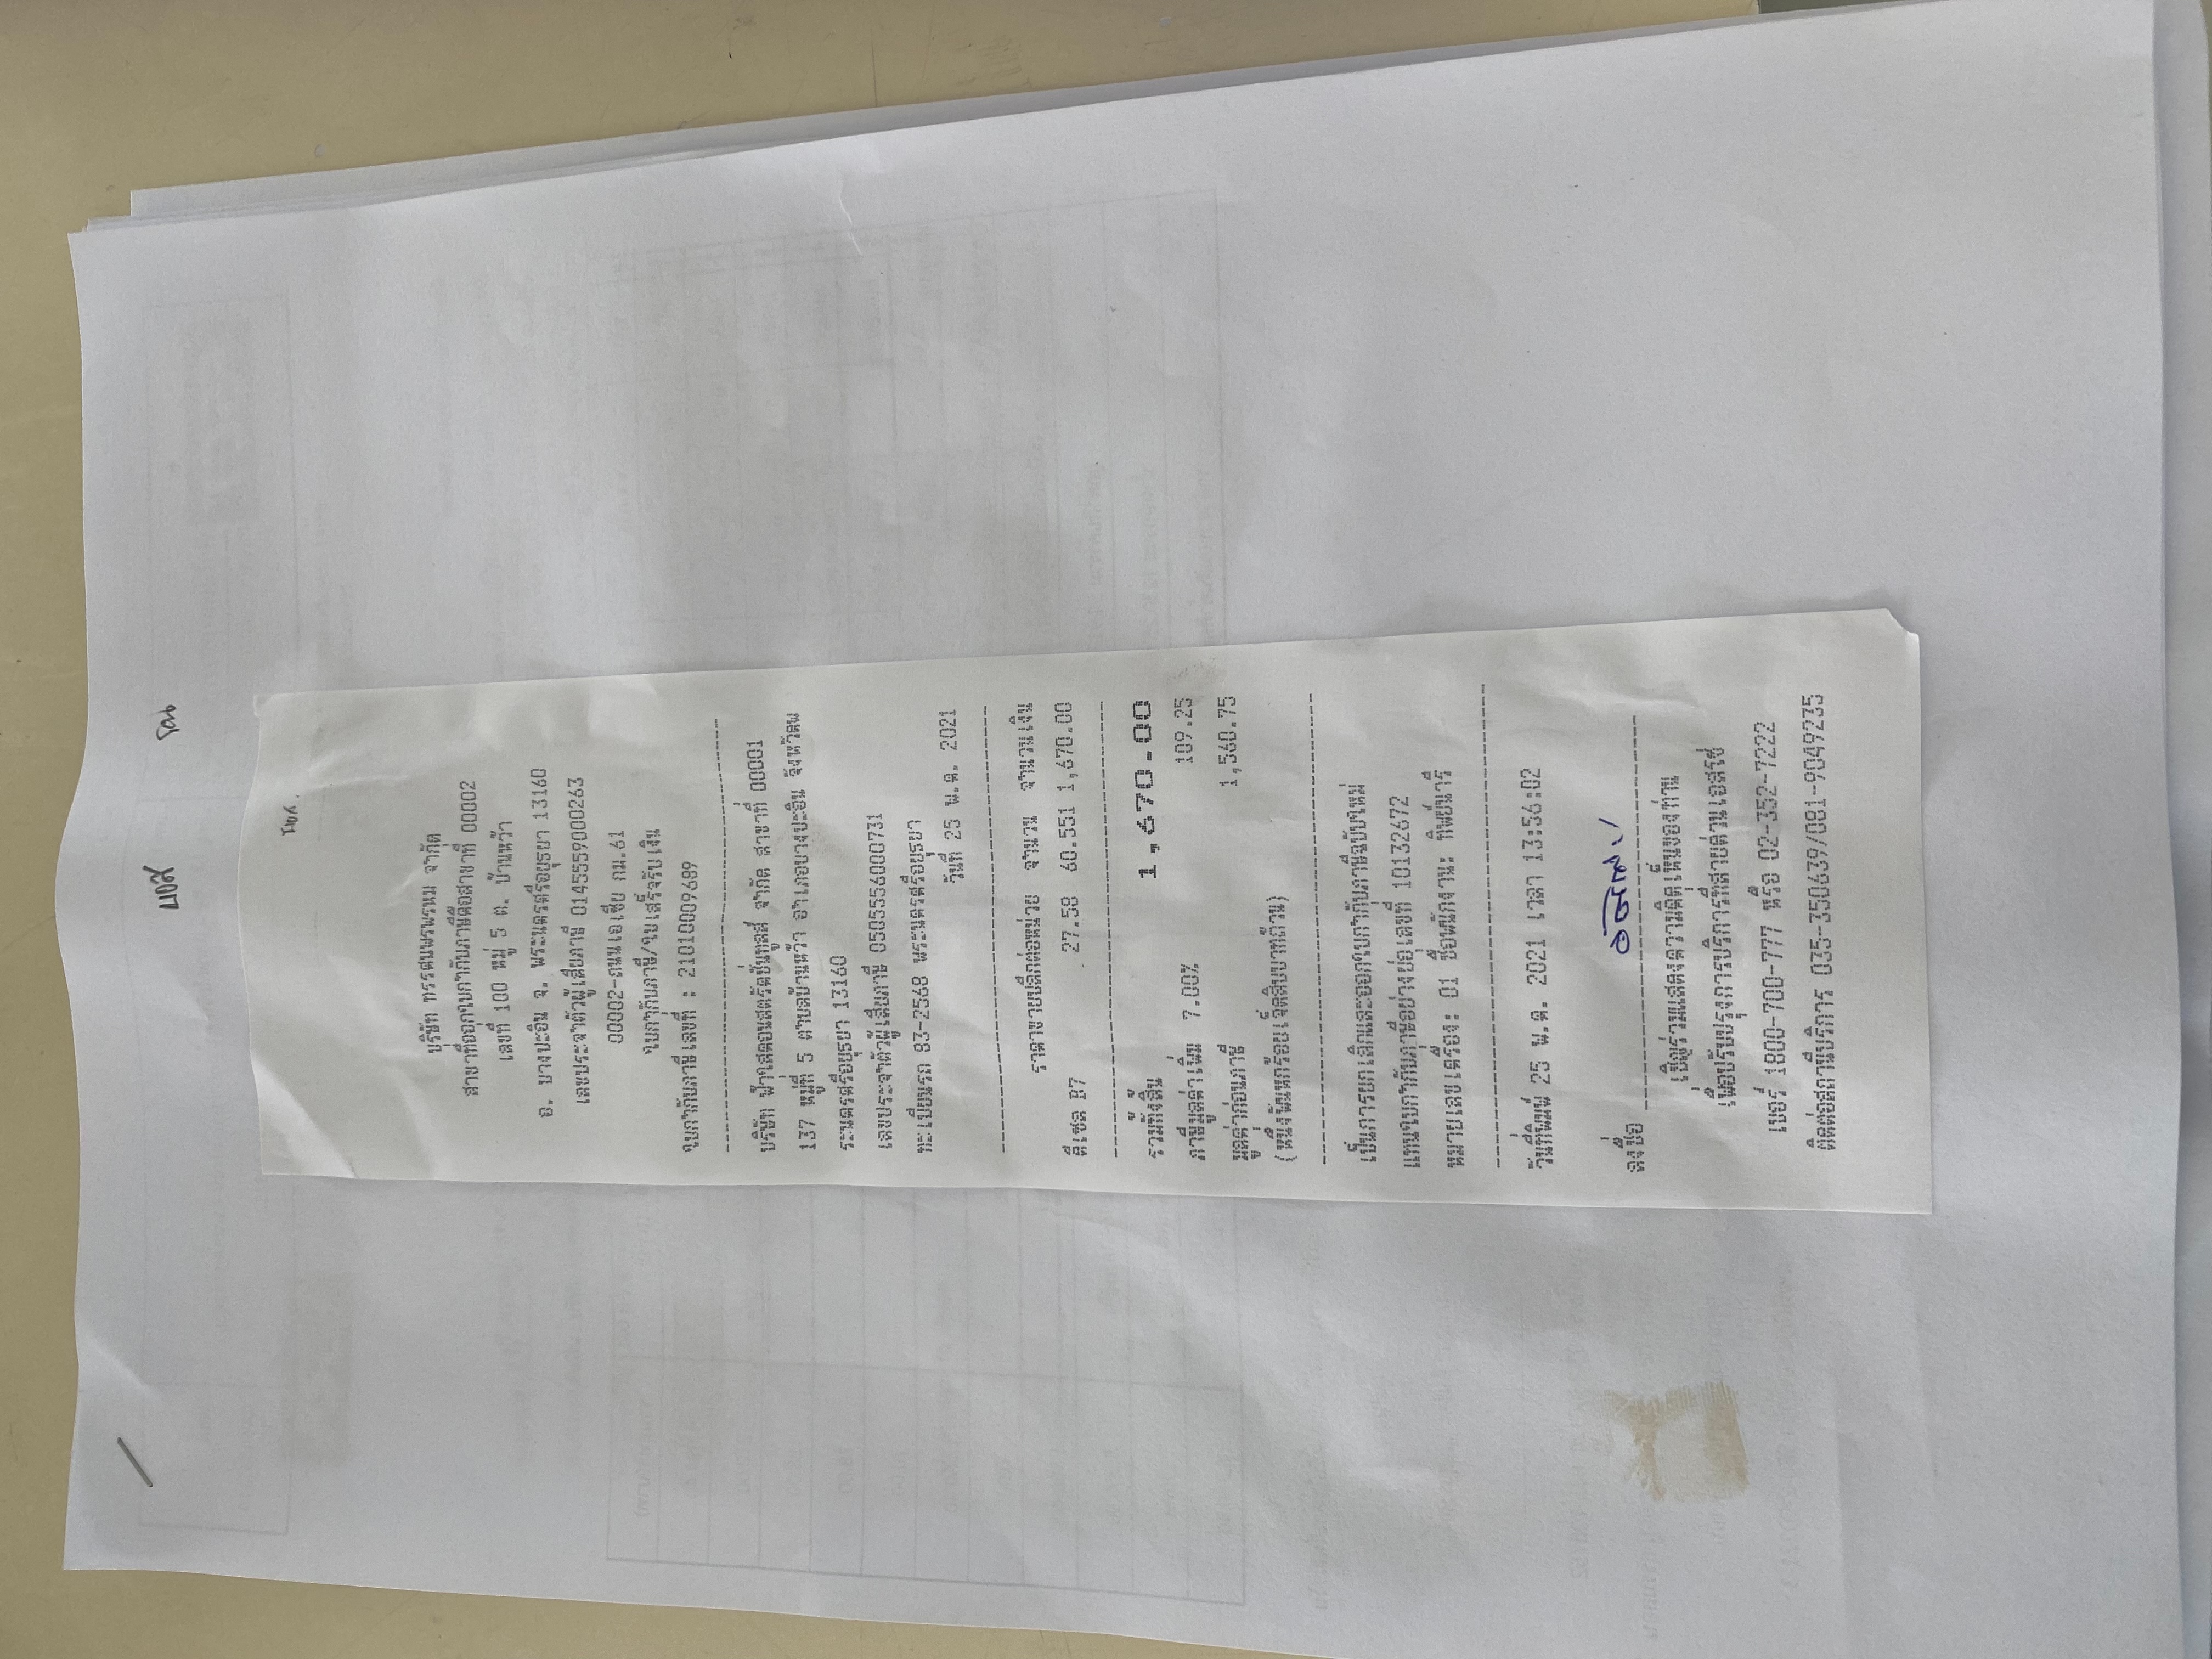 บอส
บริษัท ทรรศนพรพรหม จำกัด
สาขาที่ออกใบกำกับภาษีคือสาขาที่ 00002
เลขที่ 100 หมู่ 5 ต. บ้านหว้า
อ. บางปะอิน จ. พระนครศรีอยุธยา 13160
เลขประจำตัวผู้เสียภาษี 0145559000263
00002-ถนนเอเชีย กม.61
ใบกำกับภาษี/ใบเสร็จรับเงิน
ใบกำกับภาษีเลขที่ : 21010009689
บริษัท ฟ้าใสคอนสตรัคชั่นทูลส์ จำกัด สาขาที่ 00001
137 หมู่ที่ 5 ตำบลบ้านหว้า อำเภอบางปะอิน จังหวัดพ
ระนครศรีอยุธยา 13160
เลขประจำตัวผู้เสียภาษี 0505556000731
ทะเบียนรถ 83-2568 พระนครศรีอยุธยา
วันที่ 25 พ.ค. 2021
ราคาขายปลีกต่อหน่วย จำนวน จำนวนเงิน
ดีเซล B7 27.58 60.551 1,670.00
รวมทั้งสิ้น 1,670.00
ภาษีมูลค่าเพิ่ม 7.00% 109.25
มูลค่าก่อนภาษี 1,560.75
(หนึ่งพันหกร้อยเจ็ดสิบบาทถ้วน)
เป็นการยกเลิกและออกใบกำกับภาษีฉบับใหม่
แทนใบกำกับภาษีอย่างย่อเลขที่ 10132672
หมายเลขเครื่อง: 01 ชื่อพนักงาน: ทิพย์นารี
วันที่พิมพ์ 25 พ.ค. 2021 เวลา 13:56:02
ลงชื่อ
เชิญร่วมแสดงความคิดเห็นของท่าน
เพื่อปรับปรุงการบริการที่สายด่วนเอสโซ่
เบอร์ 1800-700-777 หรือ 02-352-7222
ติดต่อสถานีบริการ 035-350639/081-9049235